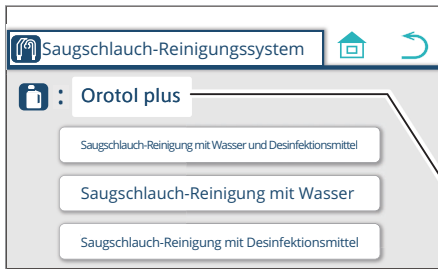 Saugschlauch-Reinigungssystem
: Orotol plus
Saugschlauch-Reinigung mit Wasser und Desinfektionsmittel
Saugschlauch-Reinigung mit Wasser
Saugschlauch-Reinigung mit Desinfektionsmittel